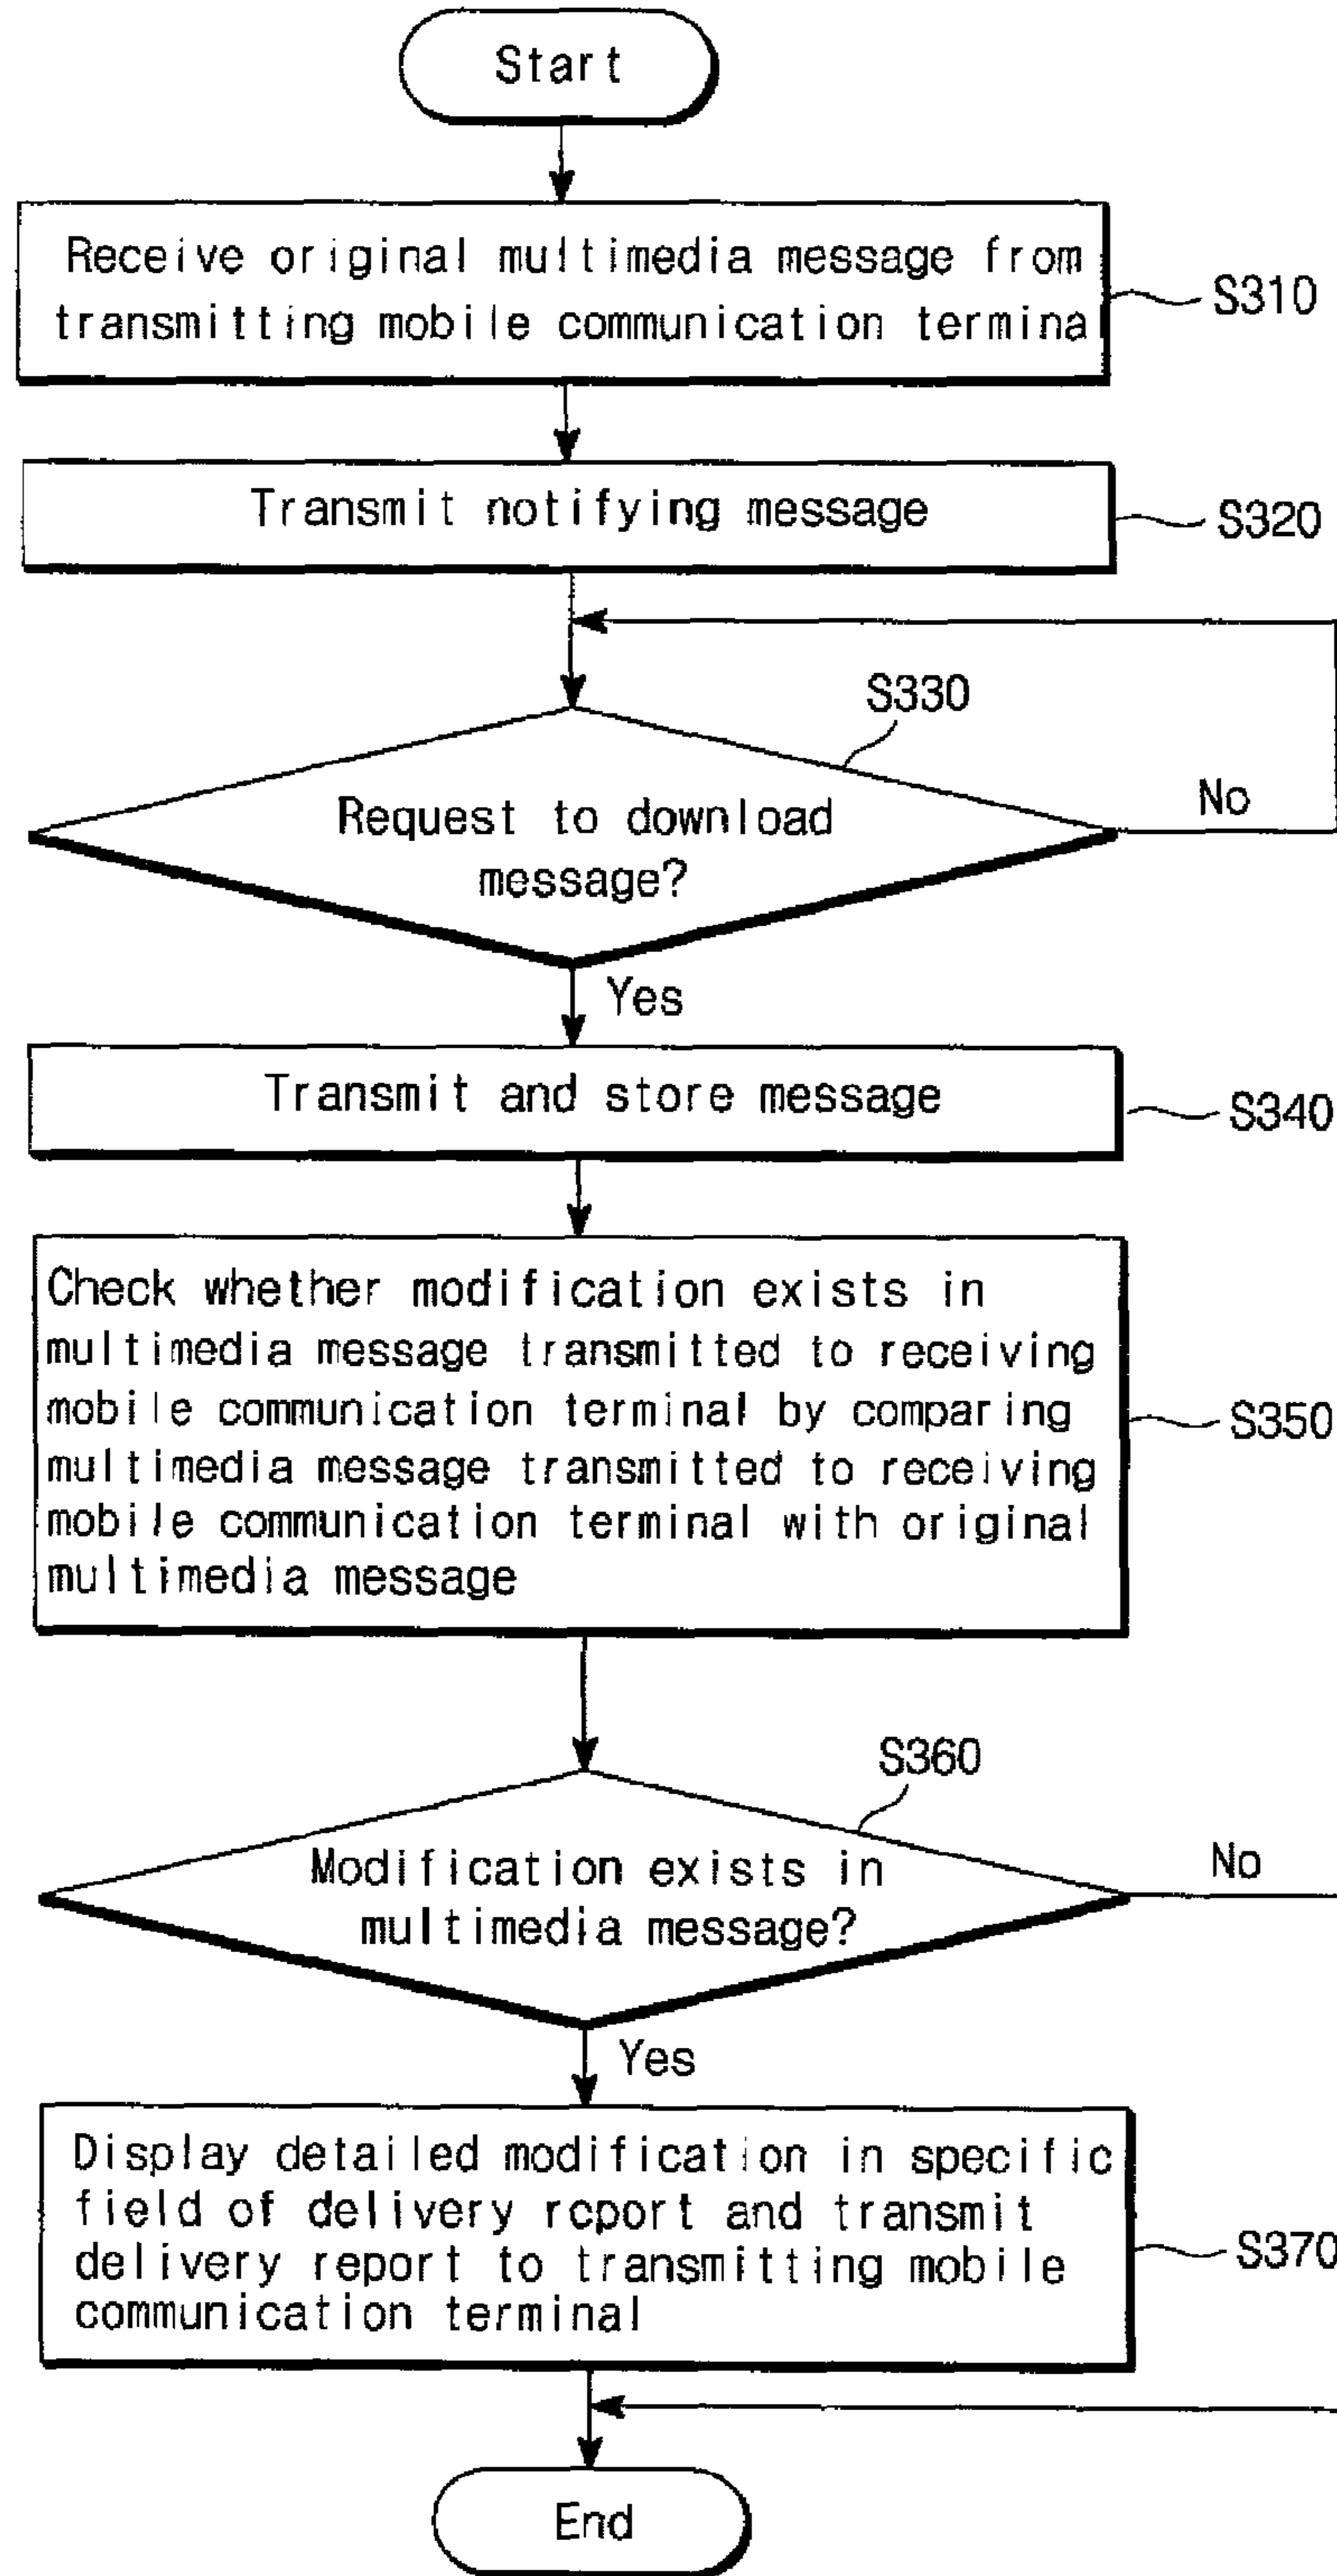 Start
Receive original multimedia message from
transmitting mobile communication terminal
S310
Transmit notifying message
S320
S330
Request to download
message?
No
Yes
Transmit and store message
S340
Check whether modification exists in
multimedia message transmitted to receiving
mobile communication terminal by comparing
multimedia message transmitted to receiving
mobile communication terminal with original
multimedia message
S350
S360
Modification exists in
multimedia message?
No
Yes
Display detailed modification in specific
field of delivery report and transmit
delivery report to transmitting mobile
communication terminal
S370
End